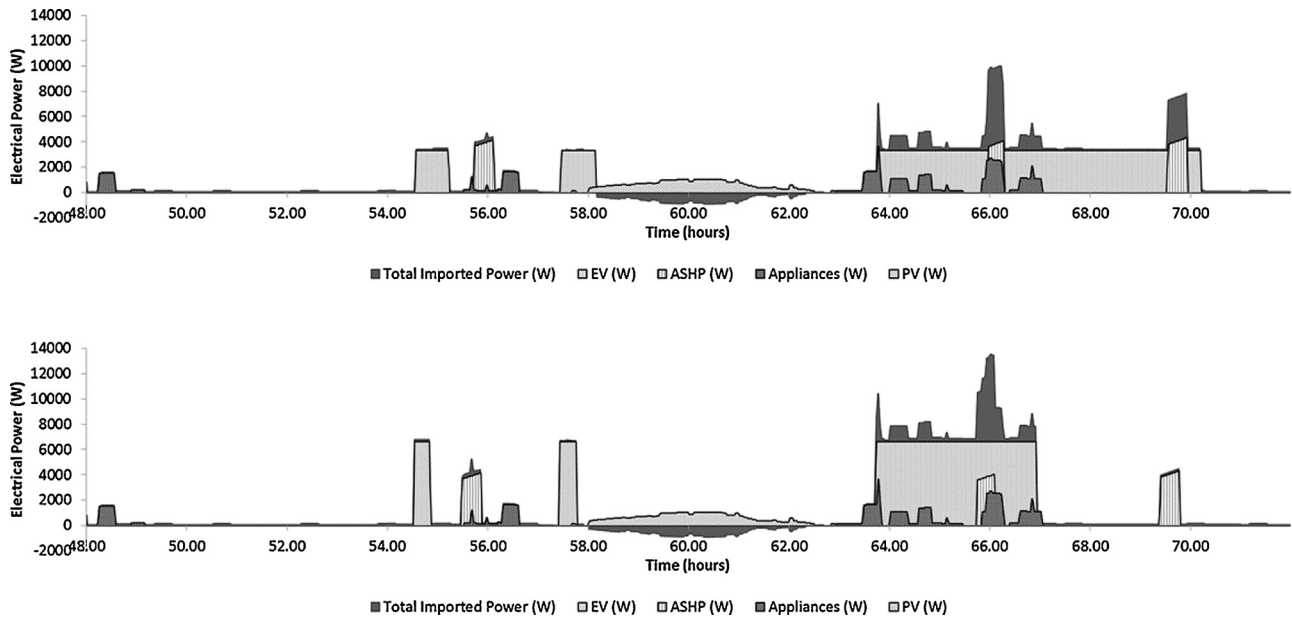 14000
12000
10000
8000
6000
4000
2000
0
-2000
Electrical Power (W)
48.00 50.00 52.00 54.00 56.00 58.00 60.00 62.00 64.00 66.00 68.00 70.00
Time (hours)
Total Imported Power (W) EV (W) ASHP (W) Appliances (W) PV (W)
14000
12000
10000
8000
6000
4000
2000
0
-2000
Electrical Power (W)
48.00 50.00 52.00 54.00 56.00 58.00 60.00 62.00 64.00 66.00 68.00 70.00
Time (hours)
Total Imported Power (W) EV (W) ASHP (W) Appliances (W) PV (W)